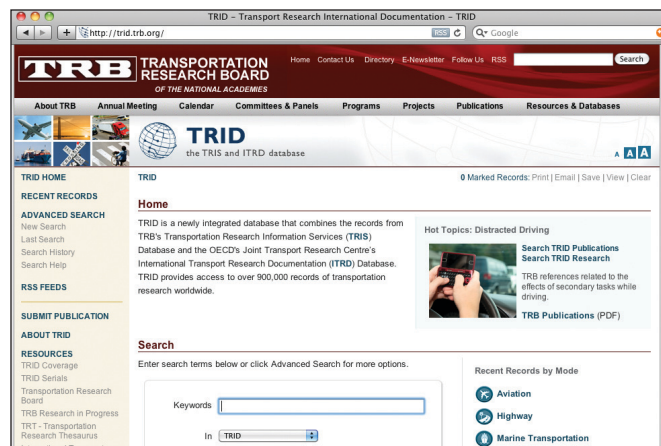 TRID – Transport Research International Documentation – TRID
http://trid.trb.org/
RSS
Google
TRB TRANSPORTATION RESEARCH BOARD
OF THE NATIONAL ACADEMIES
Home Contact Us Directory E-Newsletter Follow Us RSS
Search
About TRB Annual Meeting Calendar Committees & Panels Programs Projects Publications Resources & Databases
TRID
the TRIS and ITRD database
A A A
TRID HOME
RECENT RECORDS
ADVANCED SEARCH
New Search
Last Search
Search History
Search Help
RSS FEEDS
SUBMIT PUBLICATION
ABOUT TRID
RESOURCES
TRID Coverage
TRID Serials
Transportation Research
Board
TRB Research in Progress
TRT - Transportation
Research Thesaurus
TRID
0 Marked Records: Print | Email | Save | View | Clear
Home
TRID is a newly integrated database that combines the records from
TRB's Transportation Research Information Services (TRIS)
Database and the OECD's Joint Transport Research Centre's
International Transport Research Documentation (ITRD) Database.
TRID provides access to over 900,000 records of transportation
research worldwide.
Hot Topics: Distracted Driving
Search TRID Publications
Search TRID Research
TRB references related to the
effects of secondary tasks while
driving.
TRB Publications (PDF)
Search
Enter search terms below or click Advanced Search for more options.
Keywords
In TRID
Recent Records by Mode
Aviation
Highway
Marine Transportation